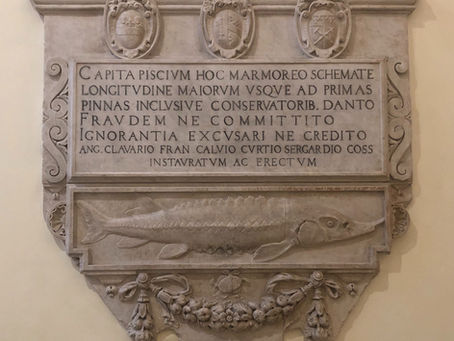 CAPITA PISCIVM HOC MARMOREO SCHEMATE
LONGITVDINE MAIORVM VSQVE AD PRIMAS
PINNAS INCLVSIVE CONSERVATORIB. DANTO
FRAVDEM NE COMMITTITO
IGNORANTIA EXCVSARI NE CREDITO
ANG. CLAVARIO FRAN CALVIO CVRTIO SERGARDIO COSS
INSTAVRATVM AC ERECTVM